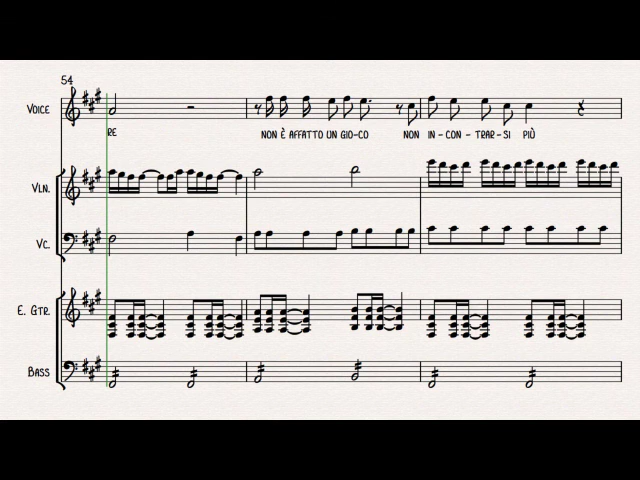 54
VOICE
RE NON È AFFATTO UN GIO-CO NON IN-CON-TRAR-SI PIÙ
VLN.
VC.
E. GTR.
BASS